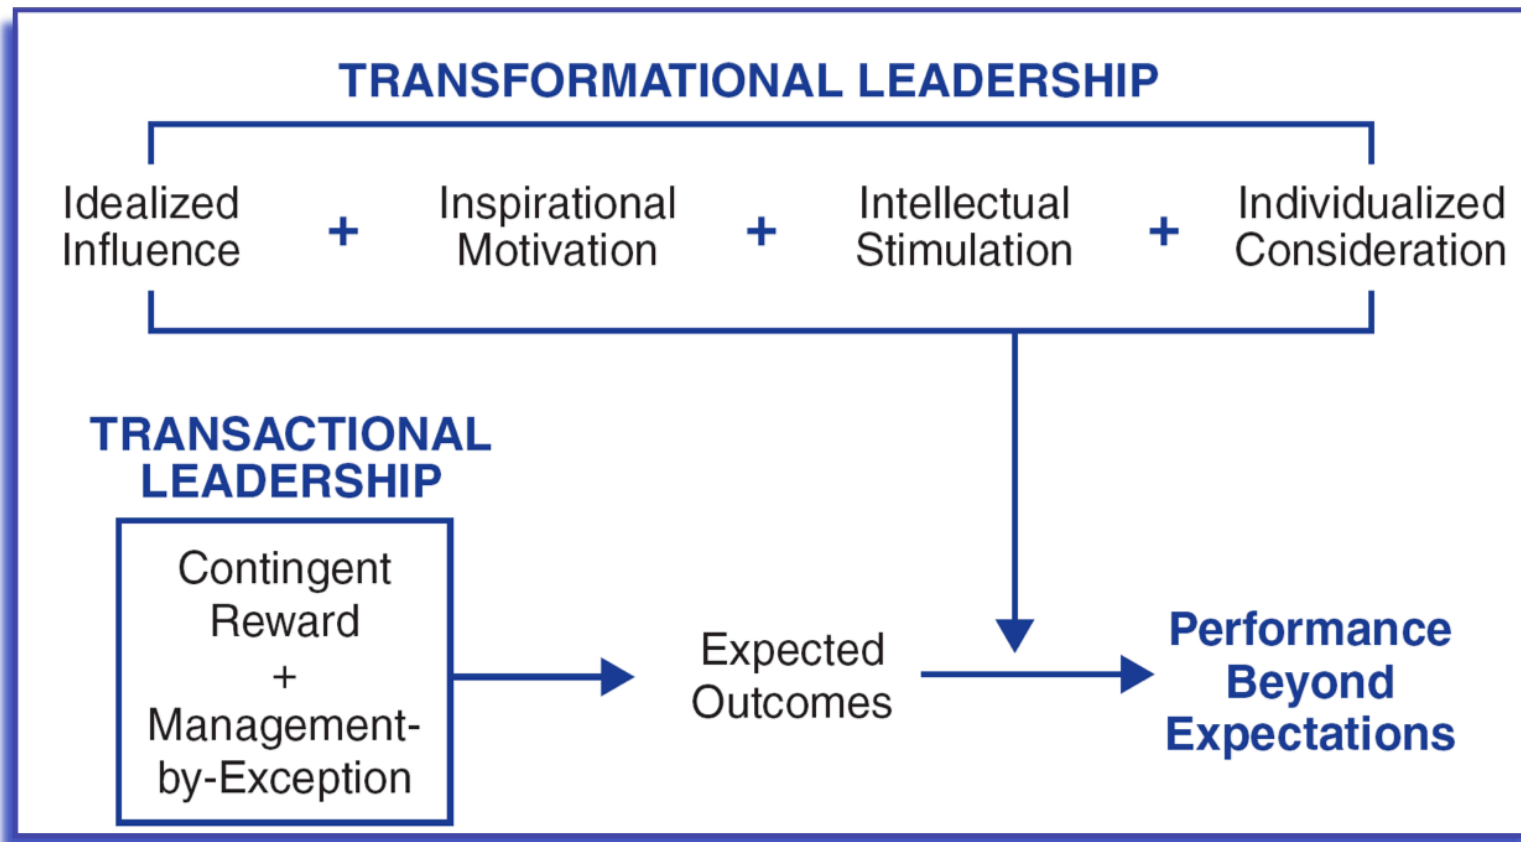 TRANSFORMATIONAL LEADERSHIP
Idealized
Influence
+
Inspirational
Motivation
+
Intellectual
Stimulation
+
Individualized
Consideration
TRANSACTIONAL
LEADERSHIP
Contingent
Reward
+
Management-
by-Exception
Expected
Outcomes
Performance
Beyond
Expectations